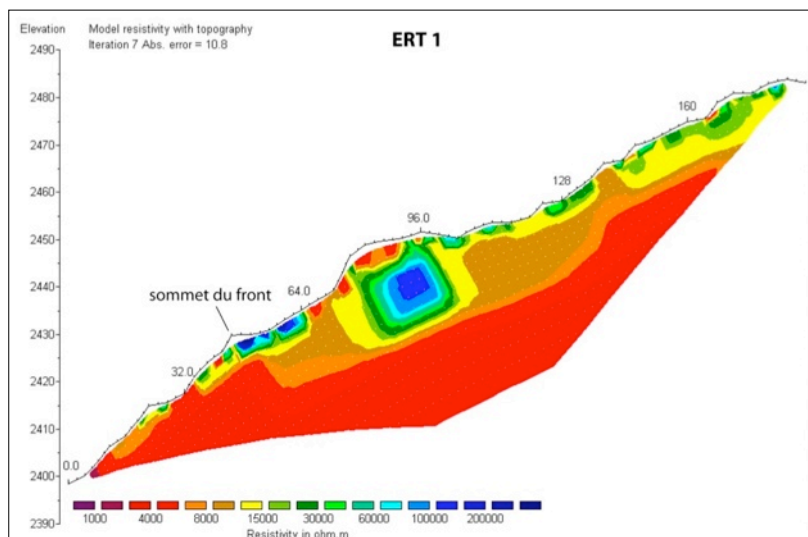 Elevation
Model resistivity with topography
Iteration 7 Abs. error = 10.8
ERT 1
2490
2480
2470
2460
2450
2440
2430
2420
2410
2400
2390
160
128
96.0
64.0
sommet du front
32.0
0.0
1000 4000 8000 15000 30000 60000 100000 200000
Resistivity in ohm.m